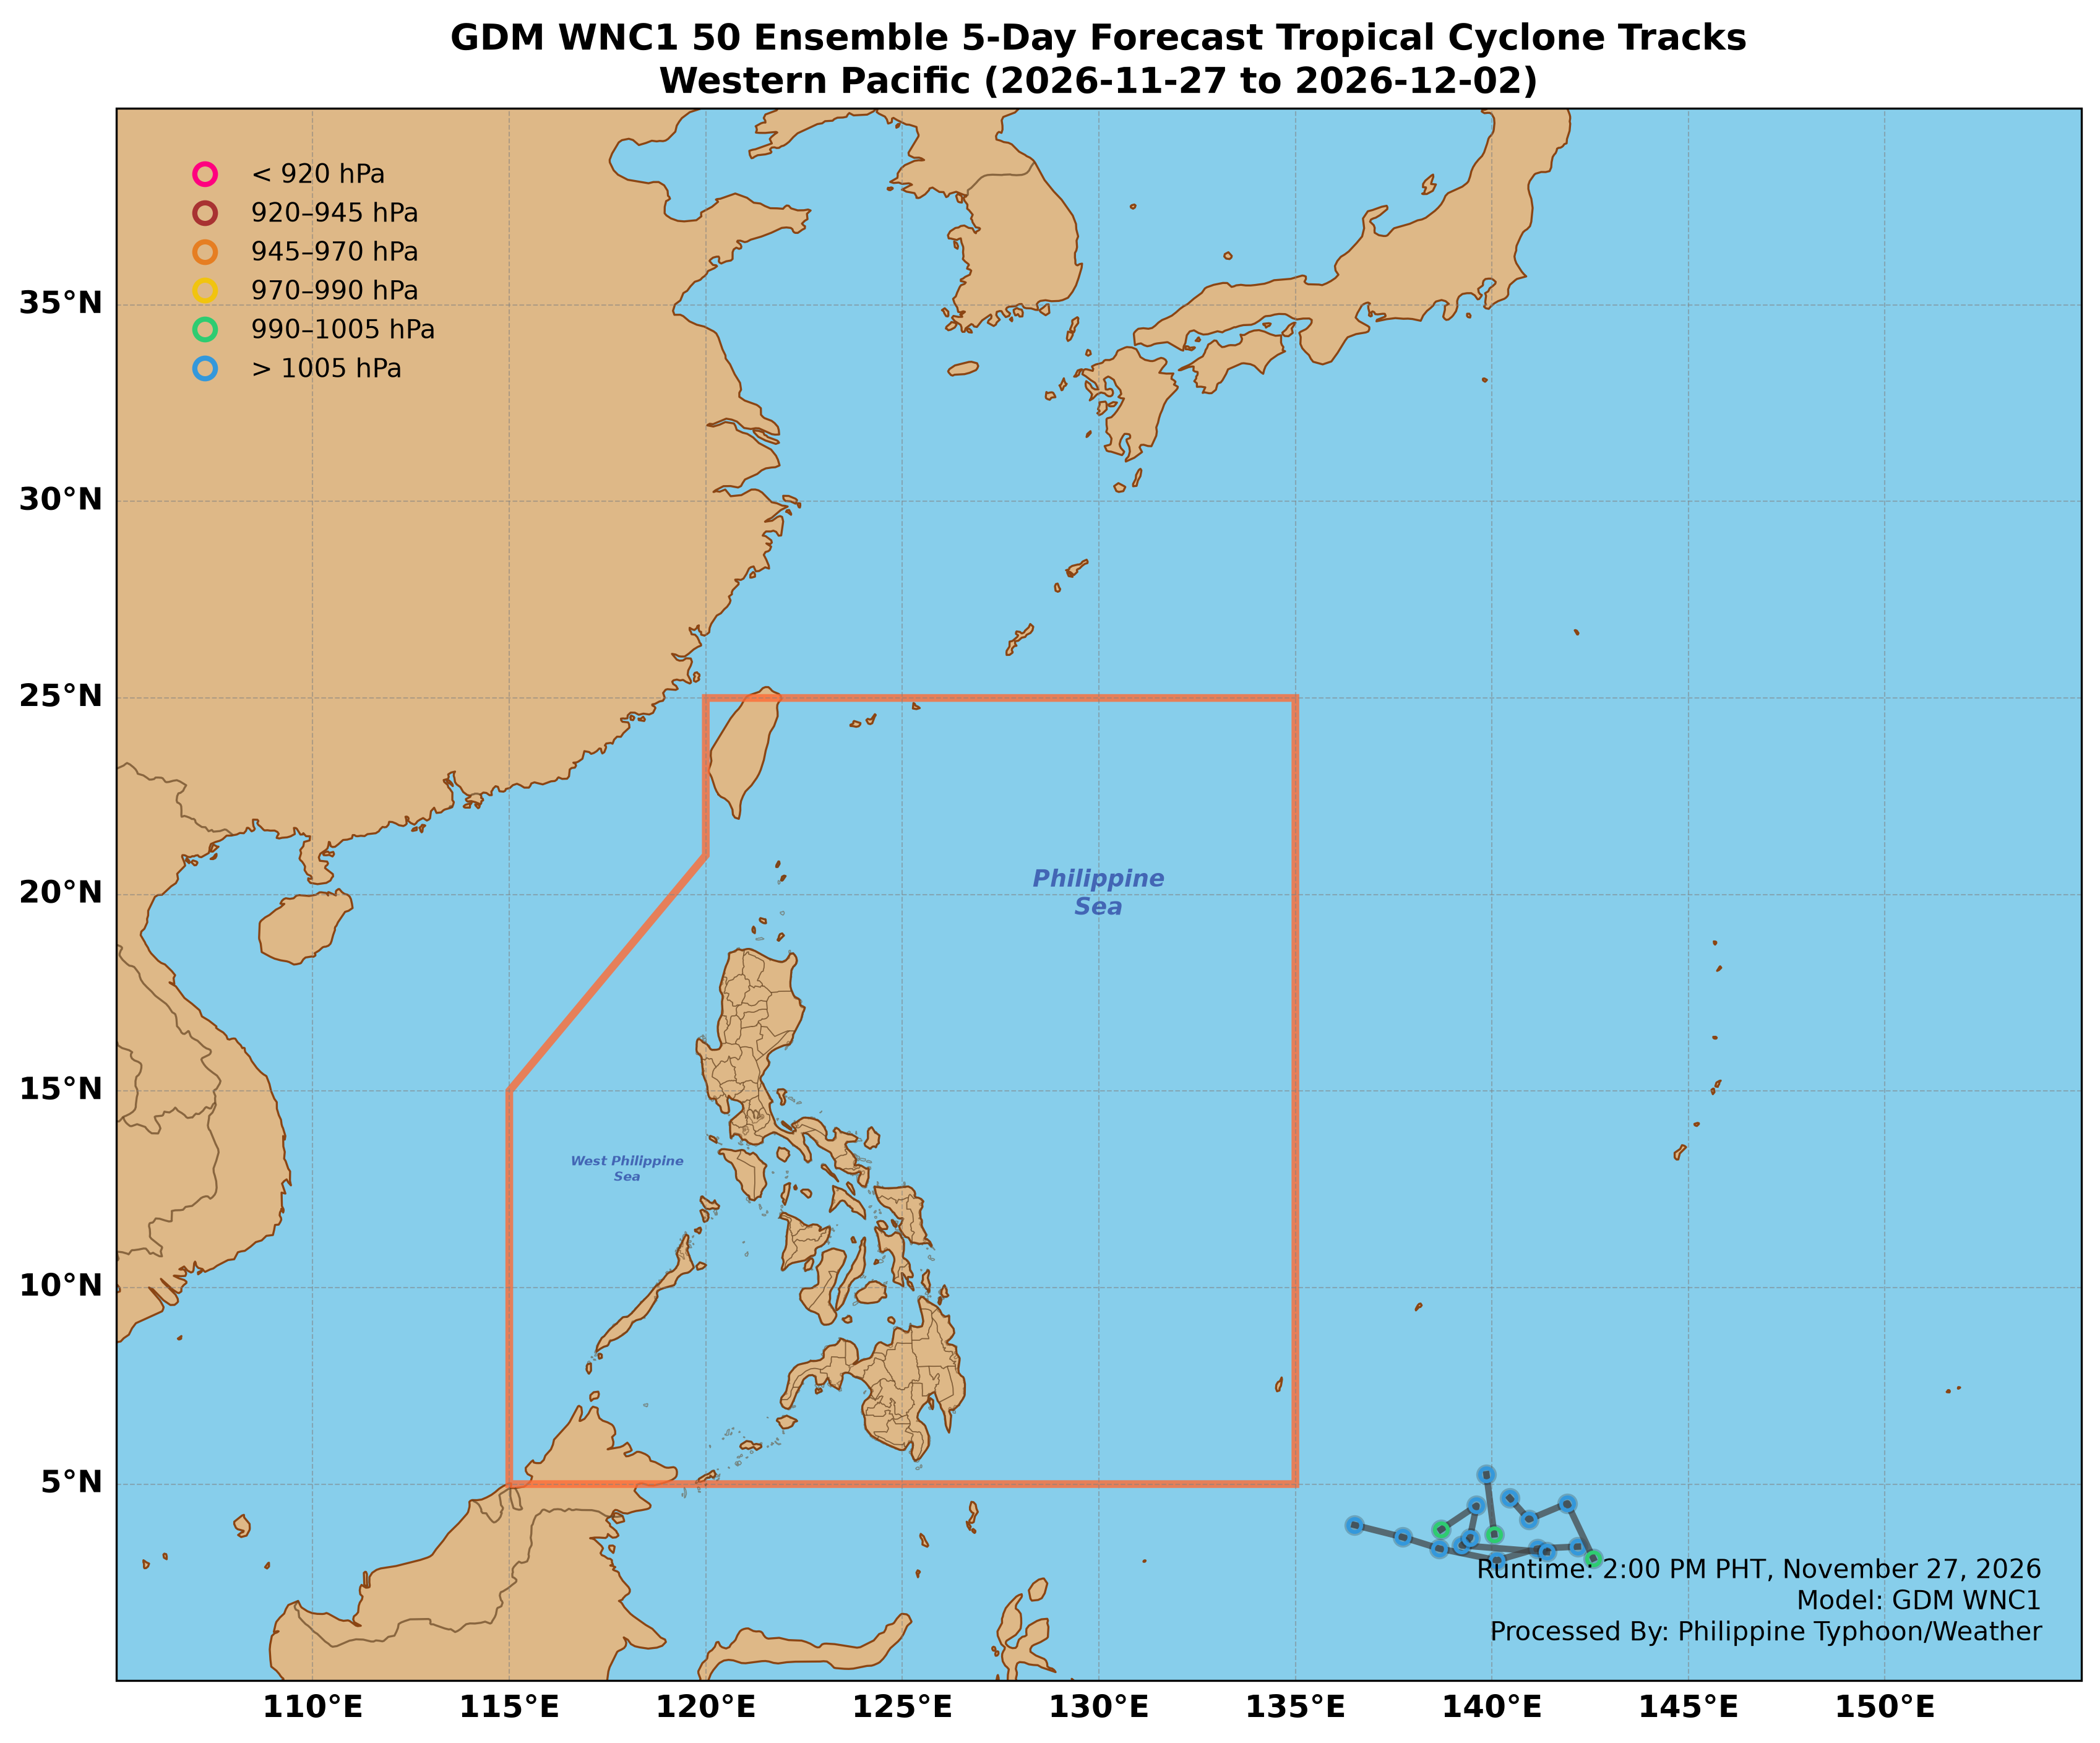 GDM WNC1 50 Ensemble 5-Day Forecast Tropical Cyclone Tracks
Western Pacific (2026-11-27 to 2026-12-02)
< 920 hPa
920–945 hPa
945–970 hPa
970–990 hPa
990–1005 hPa
> 1005 hPa
35°N
30°N
25°N
20°N
15°N
10°N
5°N
Philippine
Sea
West Philippine
Sea
Runtime: 2:00 PM PHT, November 27, 2026
Model: GDM WNC1
Processed By: Philippine Typhoon/Weather
110°E
115°E
120°E
125°E
130°E
135°E
140°E
145°E
150°E